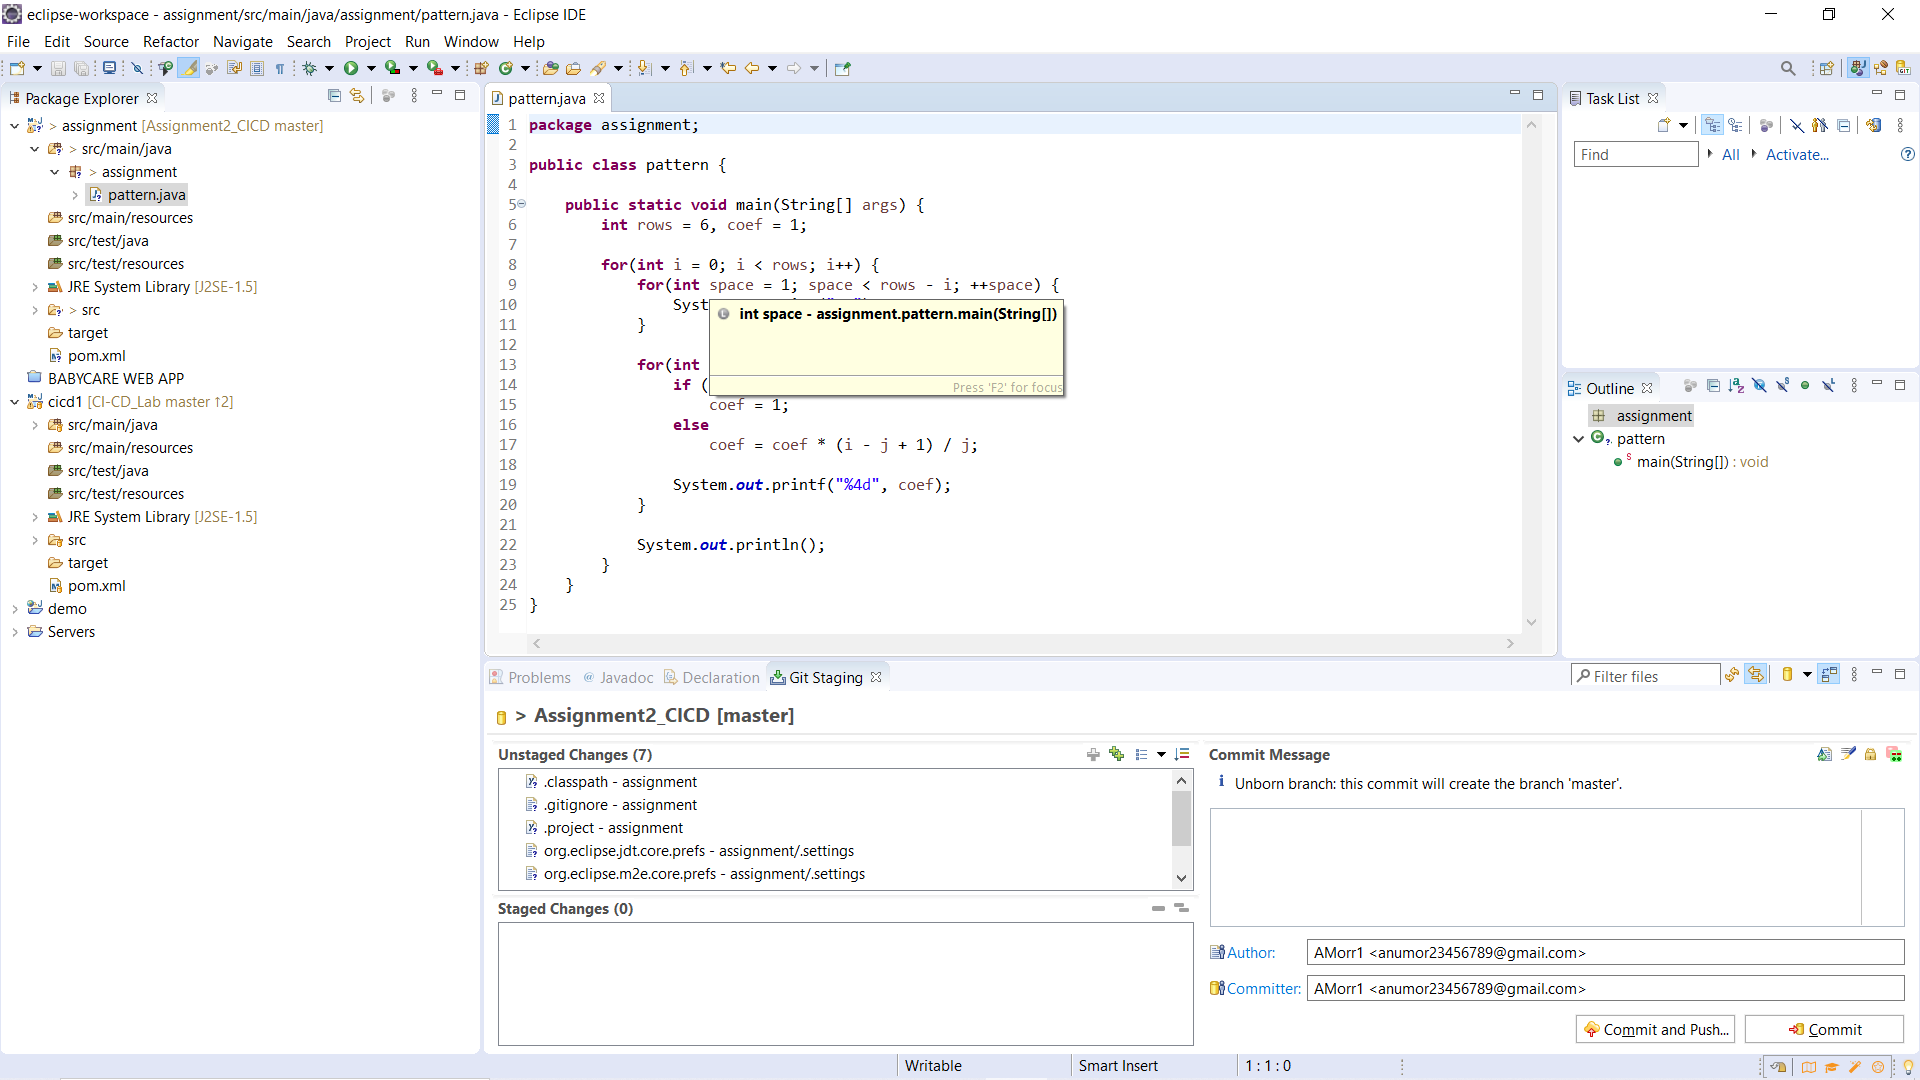 eclipse-workspace - assignment/src/main/java/assignment/pattern.java - Eclipse IDE
File Edit Source Refactor Navigate Search Project Run Window Help
Package Explorer
> assignment [Assignment2_CICD master]
> src/main/java
> assignment
pattern.java
src/main/resources
src/test/java
src/test/resources
JRE System Library [J2SE-1.5]
> src
target
pom.xml
BABYCARE WEB APP
cicd1 [CI-CD_Lab master ↑2]
src/main/java
src/main/resources
src/test/java
src/test/resources
JRE System Library [J2SE-1.5]
src
target
pom.xml
demo
Servers
pattern.java
1 package assignment;
2
3 public class pattern {
4
5 public static void main(String[] args) {
6 int rows = 6, coef = 1;
7
8 for(int i = 0; i < rows; i++) {
9 for(int space = 1; space < rows - i; ++space) {
10 Syst
11 }
12
13 for(int
14 if (
15 coef = 1;
16 else
17 coef = coef * (i - j + 1) / j;
18
19 System.out.printf("%4d", coef);
20 }
21
22 System.out.println();
23 }
24 }
25 }
int space - assignment.pattern.main(String[])
Press 'F2' for focus
Task List
Find All Activate...
Outline
assignment
pattern
main(String[]) : void
Problems @ Javadoc Declaration Git Staging
Filter files
> Assignment2_CICD [master]
Unstaged Changes (7)
.classpath - assignment
.gitignore - assignment
.project - assignment
org.eclipse.jdt.core.prefs - assignment/.settings
org.eclipse.m2e.core.prefs - assignment/.settings
Staged Changes (0)
Commit Message
Unborn branch: this commit will create the branch 'master'.
Author: AMorr1 <anumor23456789@gmail.com>
Committer: AMorr1 <anumor23456789@gmail.com>
Commit and Push... Commit
Writable Smart Insert 1 : 1 : 0